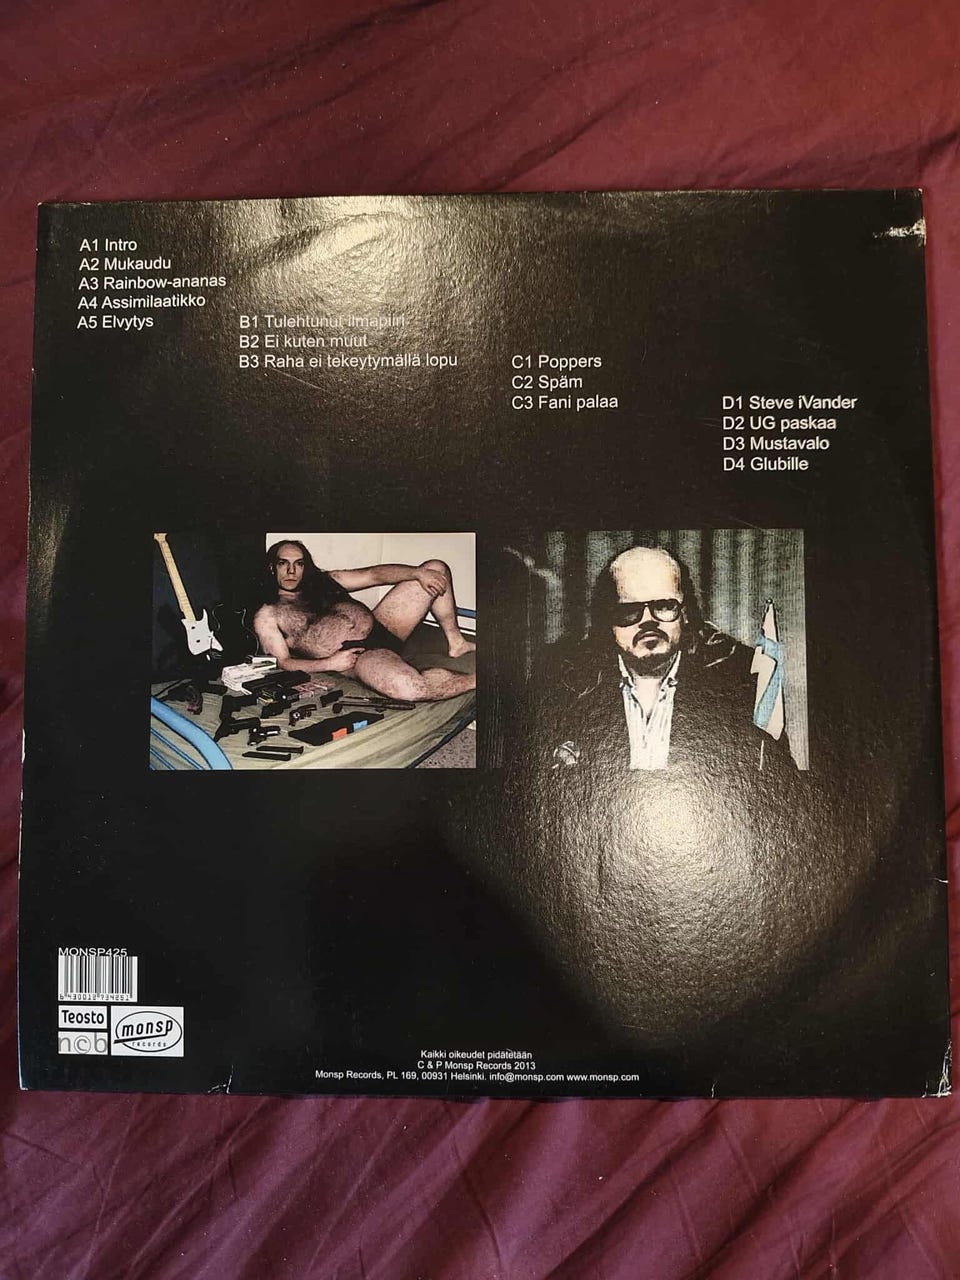 A1 Intro
A2 Mukaudu
A3 Rainbow-ananas
A4 Assimilaatikko
A5 Elvytys
B1 Tulehtunut ilmapiiri
B2 Ei kuten muut
B3 Raha ei tekeytymällä lopu
C1 Poppers
C2 Späm
C3 Fani palaa
D1 Steve iVander
D2 UG paskaa
D3 Mustavalo
D4 Glubille
MONSP425
Teosto
n©b
monsp
records
Kaikki oikeudet pidätetään
C & P Monsp Records 2013
Monsp Records, PL 169, 00931 Helsinki. info@monsp.com www.monsp.com